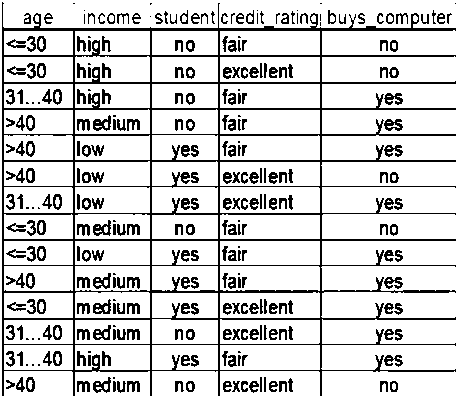 age income student credit_rating buys_computer
<=30 high no fair no
<=30 high no excellent no
31...40 high no fair yes
>40 medium no fair yes
>40 low yes fair yes
>40 low yes excellent no
31...40 low yes excellent yes
<=30 medium no fair no
<=30 low yes fair yes
>40 medium yes fair yes
<=30 medium yes excellent yes
31...40 medium no excellent yes
31...40 high yes fair yes
>40 medium no excellent no